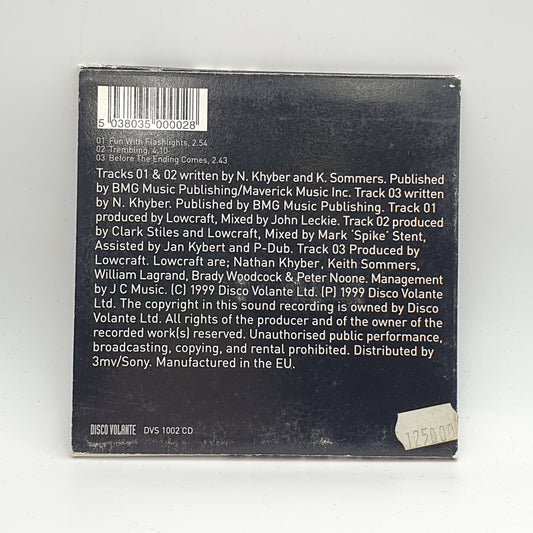 5 038035 000028
01 Fun With Flashlights, 2.54
02 Trembling, 4.10
03 Before The Ending Comes, 2.43
Tracks 01 & 02 written by N. Khyber and K. Sommers. Published
by BMG Music Publishing/Maverick Music Inc. Track 03 written
by N. Khyber. Published by BMG Music Publishing. Track 01
produced by Lowcraft, Mixed by John Leckie. Track 02 produced
by Clark Stiles and Lowcraft, Mixed by Mark ‘Spike’ Stent,
Assisted by Jan Kybert and P-Dub. Track 03 Produced by
Lowcraft. Lowcraft are; Nathan Khyber, Keith Sommers,
William Lagrand, Brady Woodcock & Peter Noone. Management
by J C Music. (C) 1999 Disco Volante Ltd. (P) 1999 Disco Volante
Ltd. The copyright in this sound recording is owned by Disco
Volante Ltd. All rights of the producer and of the owner of the
recorded work(s) reserved. Unauthorised public performance,
broadcasting, copying, and rental prohibited. Distributed by
3mv/Sony. Manufactured in the EU.
DISCO VOLANTE DVS 1002 CD